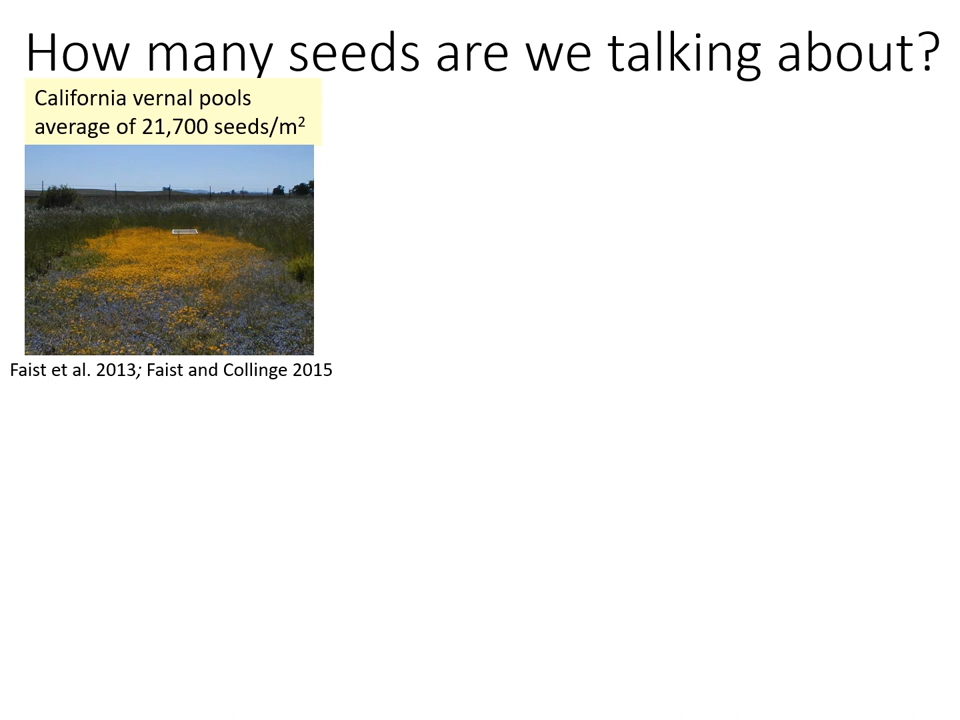 How many seeds are we talking about?
California vernal pools
average of 21,700 seeds/m²
Faist et al. 2013; Faist and Collinge 2015